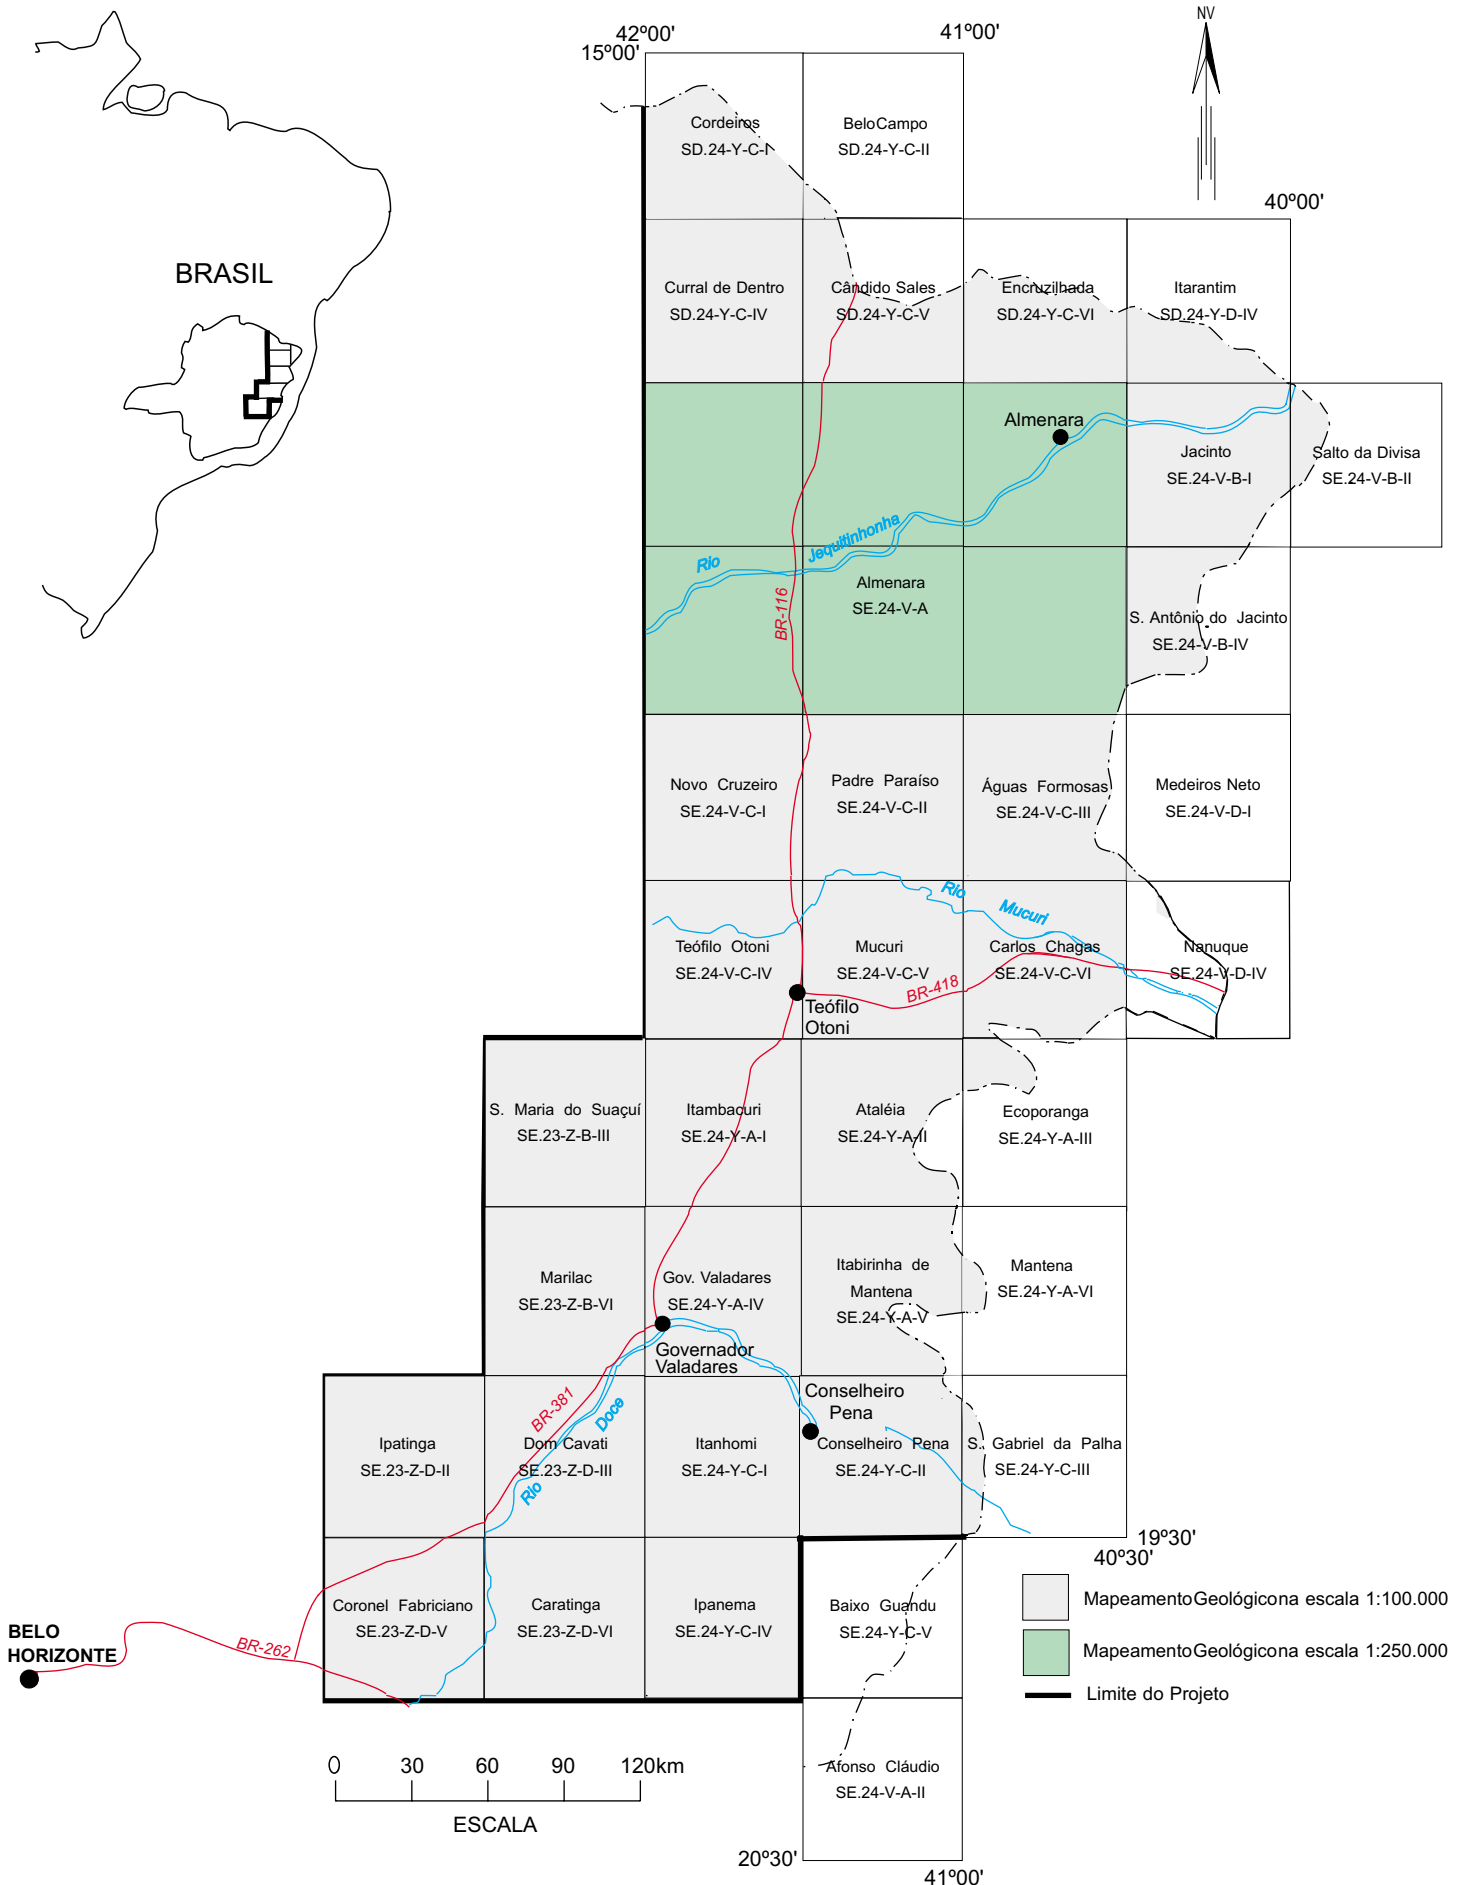 NV
42º00'
41º00'
15º00'
40º00'
BRASIL
Cordeiros
SD.24-Y-C-I
BeloCampo
SD.24-Y-C-II
Curral de Dentro
SD.24-Y-C-IV
Cândido Sales
SD.24-Y-C-V
Encruzilhada
SD.24-Y-C-VI
Itarantim
SD.24-Y-D-IV
Almenara
Jacinto
SE.24-V-B-I
Salto da Divisa
SE.24-V-B-II
Rio
Jequitinhonha
BR-116
Almenara
SE.24-V-A
S. Antônio do Jacinto
SE.24-V-B-IV
Novo Cruzeiro
SE.24-V-C-I
Padre Paraíso
SE.24-V-C-II
Águas Formosas
SE.24-V-C-III
Medeiros Neto
SE.24-V-D-I
Rio
Mucuri
Teófilo Otoni
SE.24-V-C-IV
Mucuri
SE.24-V-C-V
Carlos Chagas
SE.24-V-C-VI
Nanuque
SE.24-V-D-IV
BR-418
Teófilo
Otoni
S. Maria do Suaçuí
SE.23-Z-B-III
Itambacuri
SE.24-Y-A-I
Ataléia
SE.24-Y-A-II
Ecoporanga
SE.24-Y-A-III
Marilac
SE.23-Z-B-VI
Gov. Valadares
SE.24-Y-A-IV
Itabirinha de
Mantena
SE.24-Y-A-V
Mantena
SE.24-Y-A-VI
Governador
Valadares
BR-381
Rio
Doce
Conselheiro
Pena
Ipatinga
SE.23-Z-D-II
Dom Cavati
SE.23-Z-D-III
Itanhomi
SE.24-Y-C-I
Conselheiro Pena
SE.24-Y-C-II
S. Gabriel da Palha
SE.24-Y-C-III
19º30'
40º30'
Coronel Fabriciano
SE.23-Z-D-V
Caratinga
SE.23-Z-D-VI
Ipanema
SE.24-Y-C-IV
Baixo Guandu
SE.24-Y-C-V
BELO
HORIZONTE
BR-262
MapeamentoGeológicona escala 1:100.000
MapeamentoGeológicona escala 1:250.000
Limite do Projeto
Afonso Cláudio
SE.24-V-A-II
0 30 60 90 120km
ESCALA
20º30'
41º00'